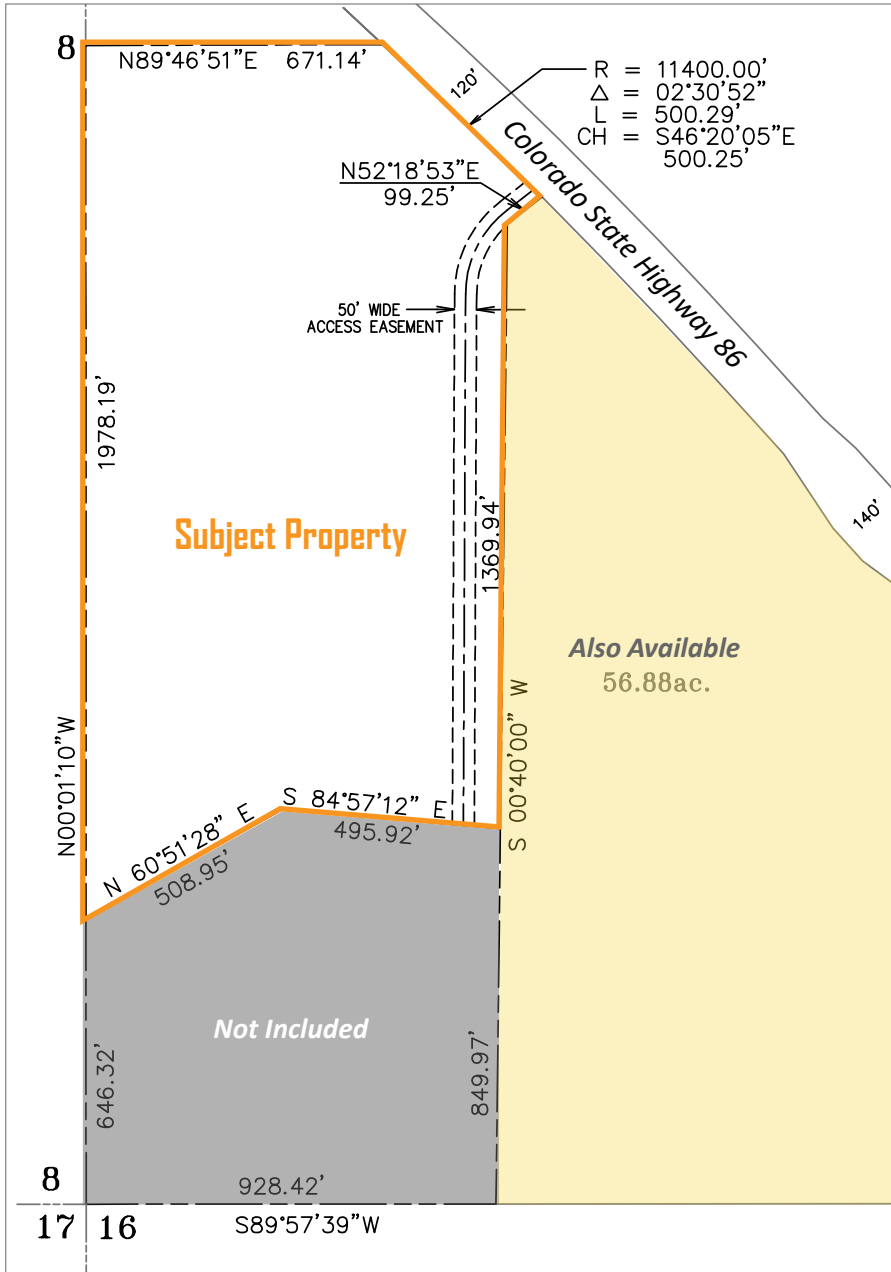 8
N89°46'51"E 671.14'
120'
R = 11400.00'
△ = 02°30'52"
L = 500.29'
CH = S46°20'05"E
500.25'
Colorado State Highway 86
N52°18'53"E
99.25'
50' WIDE
ACCESS EASEMENT
1978.19'
Subject Property
1369.94'
140'
Also Available
56.88ac.
N00°01'10"W
S 00°40'00" W
S 84°57'12" E
495.92'
N 60°51'28" E
508.95'
Not Included
646.32'
849.97'
8
928.42'
17 16
S89°57'39"W